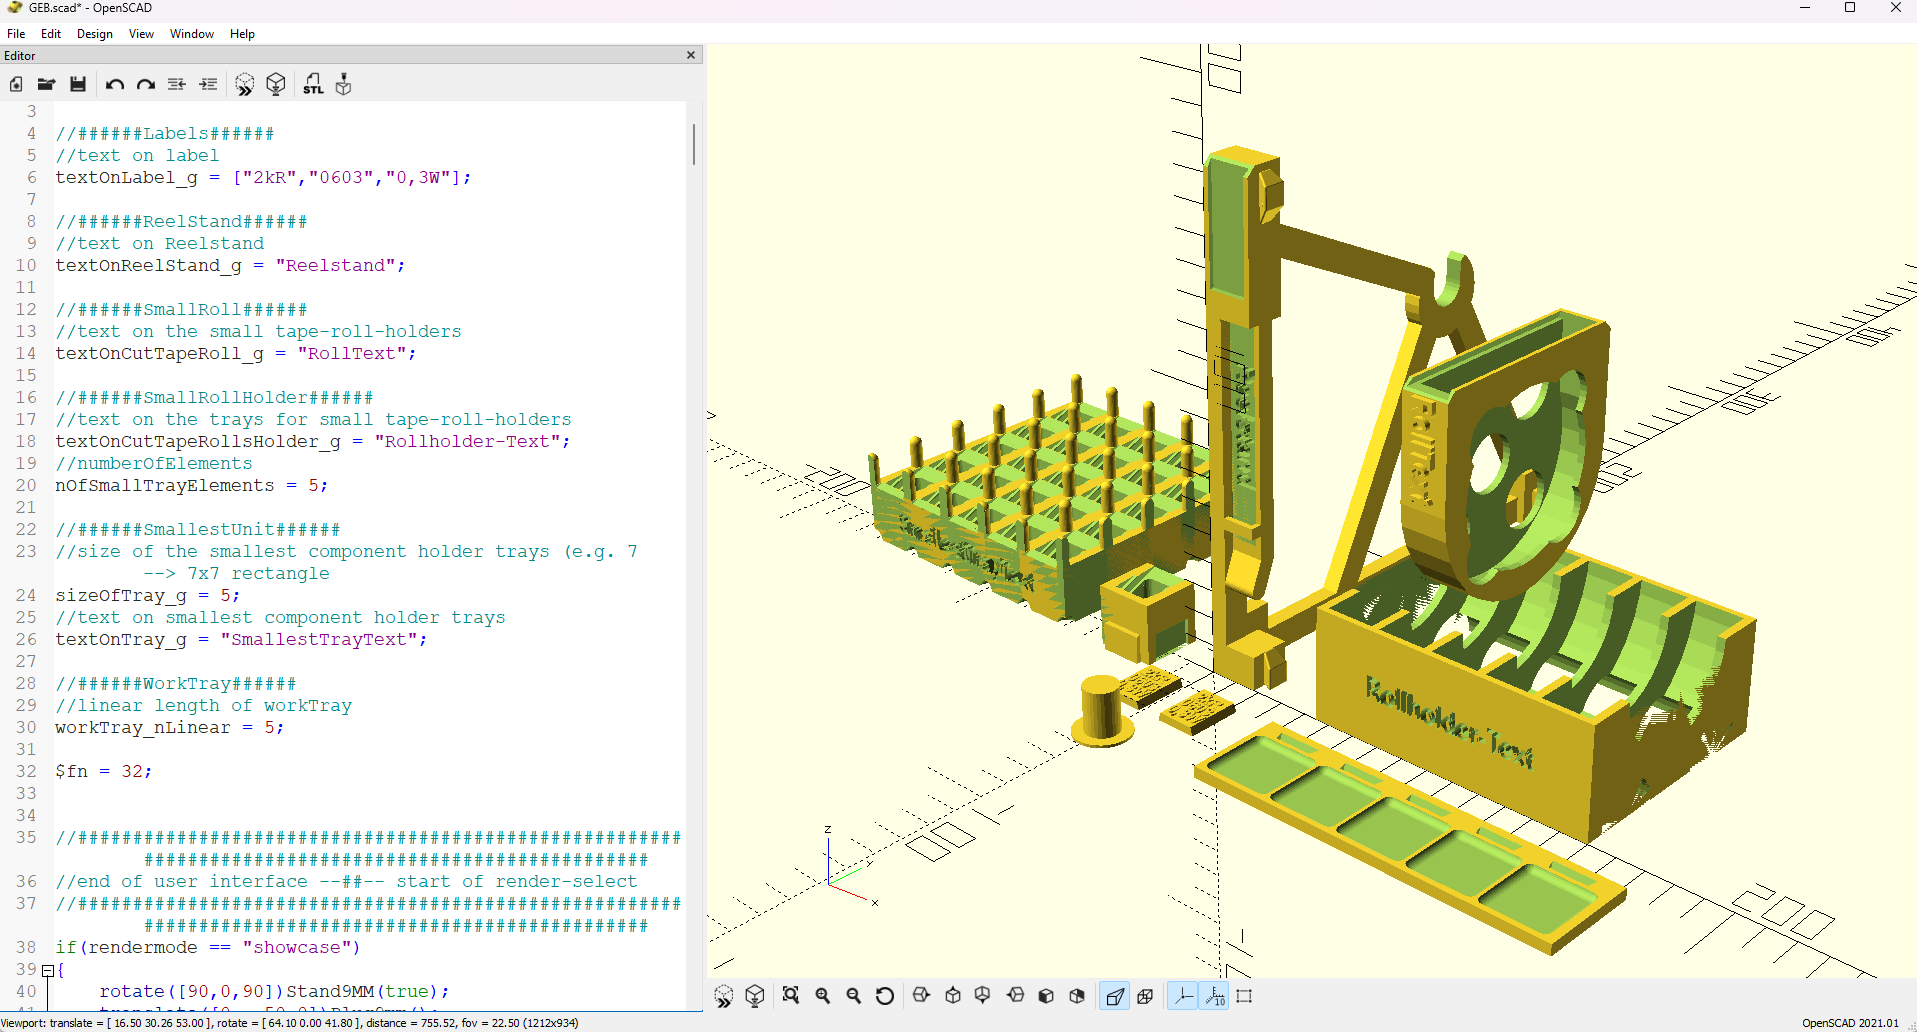 GEB.scad* - OpenSCAD
File Edit Design View Window Help
Editor
STL
3
4 //######Labels######
5 //text on label
6 textOnLabel_g = ["2kR","0603","0,3W"];
7
8 //######ReelStand######
9 //text on Reelstand
10 textOnReelStand_g = "Reelstand";
11
12 //######SmallRoll######
13 //text on the small tape-roll-holders
14 textOnCutTapeRoll_g = "RollText";
15
16 //######SmallRollHolder######
17 //text on the trays for small tape-roll-holders
18 textOnCutTapeRollsHolder_g = "Rollholder-Text";
19 //numberOfElements
20 nOfSmallTrayElements = 5;
21
22 //######SmallestUnit######
23 //size of the smallest component holder trays (e.g. 7
--> 7x7 rectangle
24 sizeOfTray_g = 5;
25 //text on smallest component holder trays
26 textOnTray_g = "SmallestTrayText";
27
28 //######WorkTray######
29 //linear length of workTray
30 workTray_nLinear = 5;
31
32 $fn = 32;
33
34
35 //#######################################################
##############################################
36 //end of user interface --##-- start of render-select
37 //#######################################################
##############################################
38 if(rendermode == "showcase")
39 {
40 rotate([90,0,90])Stand9MM(true);
Rollholder-Text
z
x
10
Viewport: translate = [ 16.50 30.26 53.00 ], rotate = [ 64.10 0.00 41.80 ], distance = 755.52, fov = 22.50 (1212x934)
OpenSCAD 2021.01